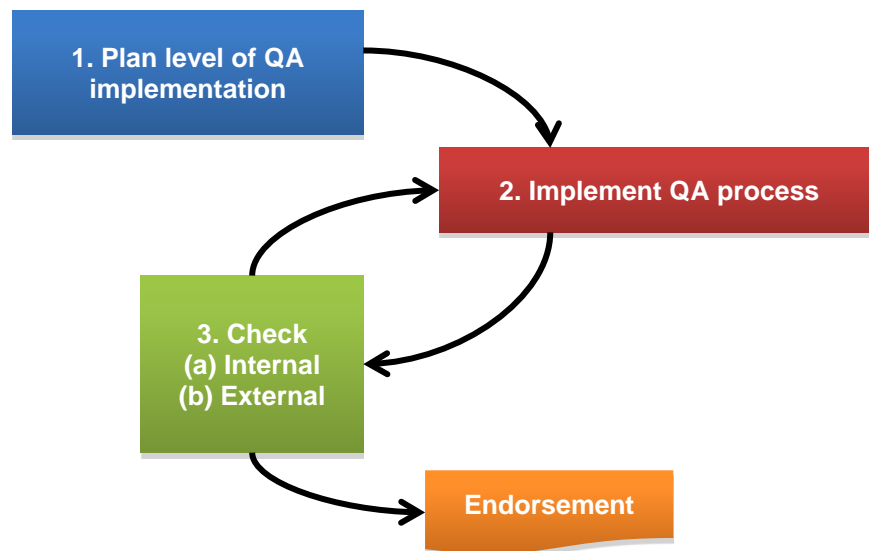 1. Plan level of QA
implementation
2. Implement QA process
3. Check
(a) Internal
(b) External
Endorsement